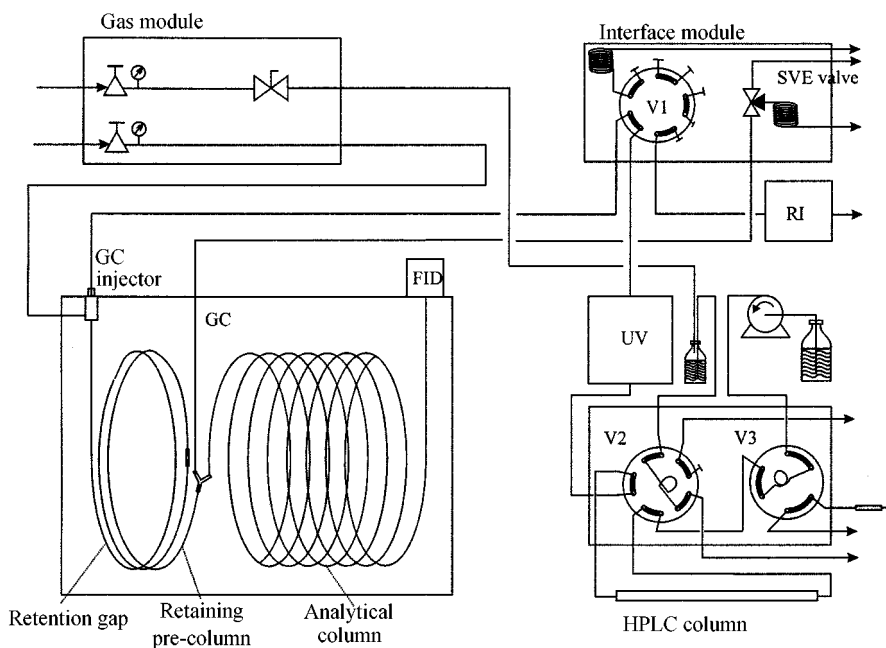 Gas module
Interface module
SVE valve
V1
RI
GC
injector
FID
GC
UV
V2
V3
Retention gap
Retaining
pre-column
Analytical
column
HPLC column